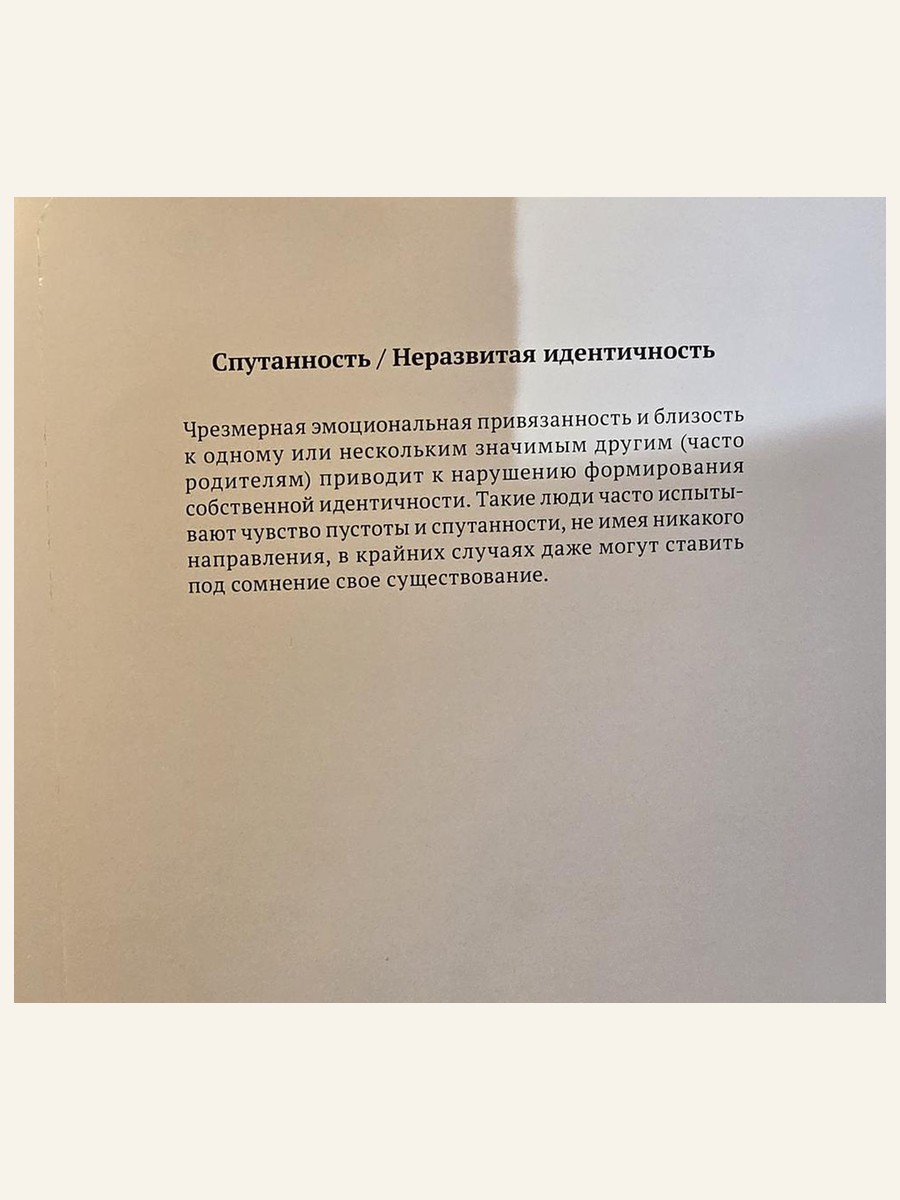 Спутанность / Неразвитая идентичность
Чрезмерная эмоциональная привязанность и близость
к одному или нескольким значимым другим (часто
родителям) приводит к нарушению формирования
собственной идентичности. Такие люди часто испыты-
вают чувство пустоты и спутанности, не имея никакого
направления, в крайних случаях даже могут ставить
под сомнение свое существование.